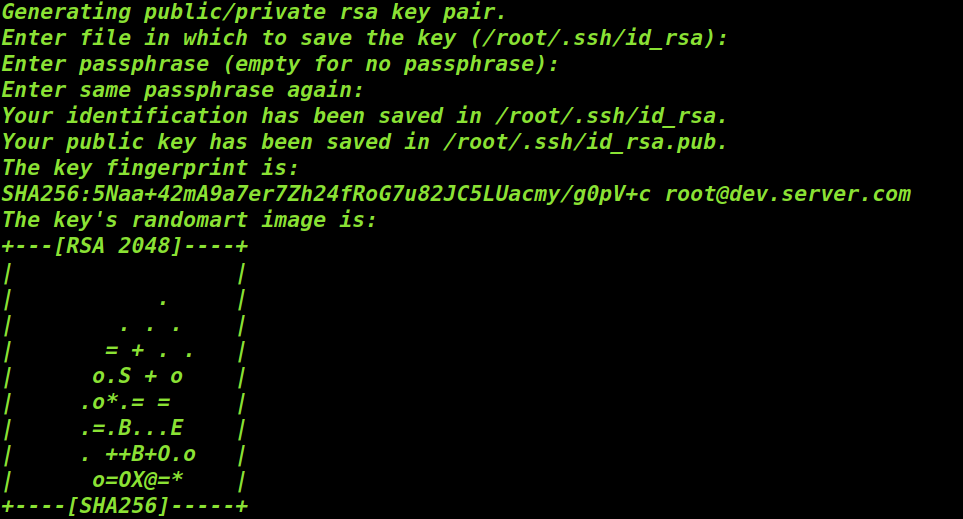 Generating public/private rsa key pair.
Enter file in which to save the key (/root/.ssh/id_rsa):
Enter passphrase (empty for no passphrase):
Enter same passphrase again:
Your identification has been saved in /root/.ssh/id_rsa.
Your public key has been saved in /root/.ssh/id_rsa.pub.
The key fingerprint is:
SHA256:5Naa+42mA9a7er7Zh24fRoG7u82JC5LUacmy/g0pV+c root@dev.server.com
The key's randomart image is:
+---[RSA 2048]----+
|                 |
|           .     |
|        . . .    |
|       = + . .   |
|      o.S + o    |
|     .o*.= =     |
|     .=.B...E    |
|     . ++B+O.o   |
|      o=OX@=*    |
+----[SHA256]-----+